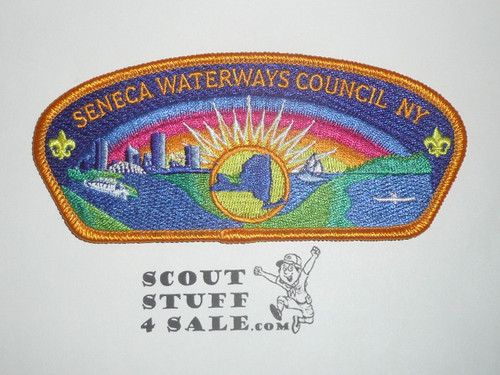 SENECA WATERWAYS COUNCIL NY
SCOUT
STUFF
4 SALE.COM